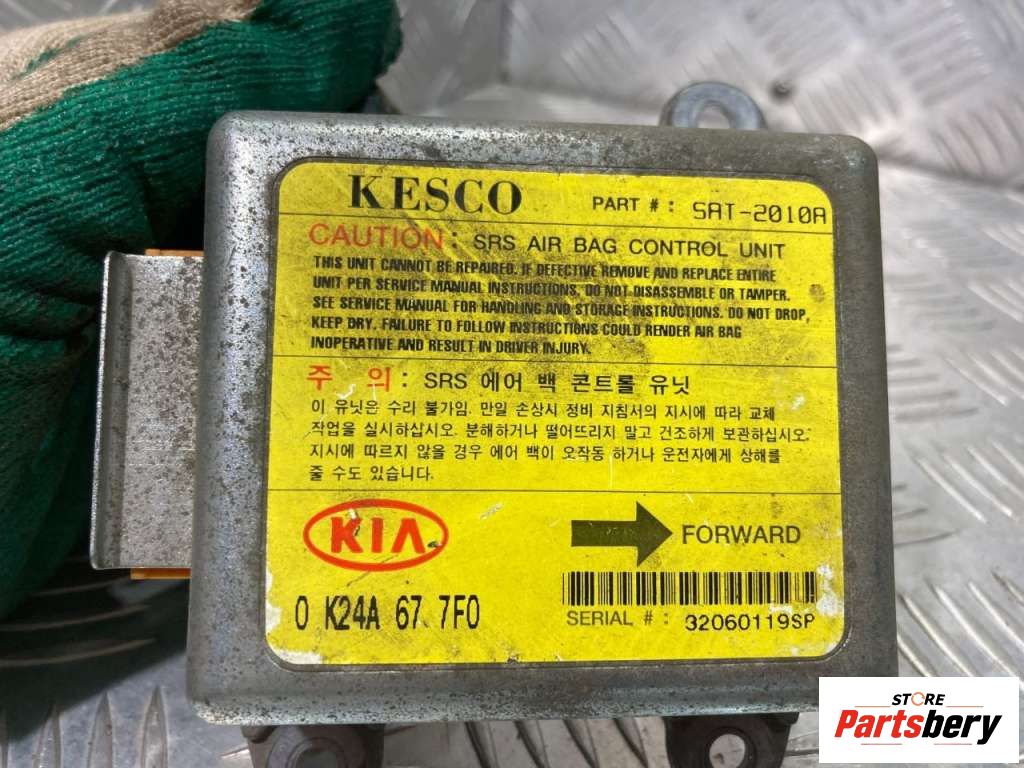 KESCO PART # : SAT-2010A
CAUTION : SRS AIR BAG CONTROL UNIT
THIS UNIT CANNOT BE REPAIRED. IF DEFECTIVE REMOVE AND REPLACE ENTIRE
UNIT PER SERVICE MANUAL INSTRUCTIONS. DO NOT DISASSEMBLE OR TAMPER.
SEE SERVICE MANUAL FOR HANDLING AND STORAGE INSTRUCTIONS. DO NOT DROP,
KEEP DRY. FAILURE TO FOLLOW INSTRUCTIONS COULD RENDER AIR BAG
INOPERATIVE AND RESULT IN DRIVER INJURY.
주 의 : SRS 에어 백 콘트롤 유닛
이 유닛은 수리 불가임. 만일 손상시 정비 지침서의 지시에 따라 교체
작업을 실시하십시오. 분해하거나 떨어뜨리지 말고 건조하게 보관하십시오.
지시에 따르지 않을 경우 에어 백이 오작동 하거나 운전자에게 상해를
줄 수도 있습니다.
KIA FORWARD
0 K24A 67 7F0
SERIAL # : 32060119SP
STORE
Partsbery